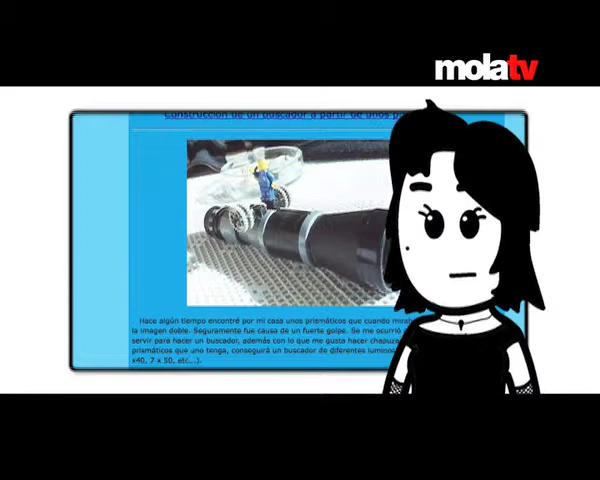 molatv
Construcción de un buscador a partir de unos
Hace algún tiempo encontré por mi casa unos prismáticos que cuando
la imagen doble. Seguramente fue causa de un fuerte golpe. Se me ocurrió
servir para hacer un buscador, además con lo que me gusta hacer
prismáticos que uno tenga, conseguirá un buscador de diferentes
x40, 7 x 50, etc...).